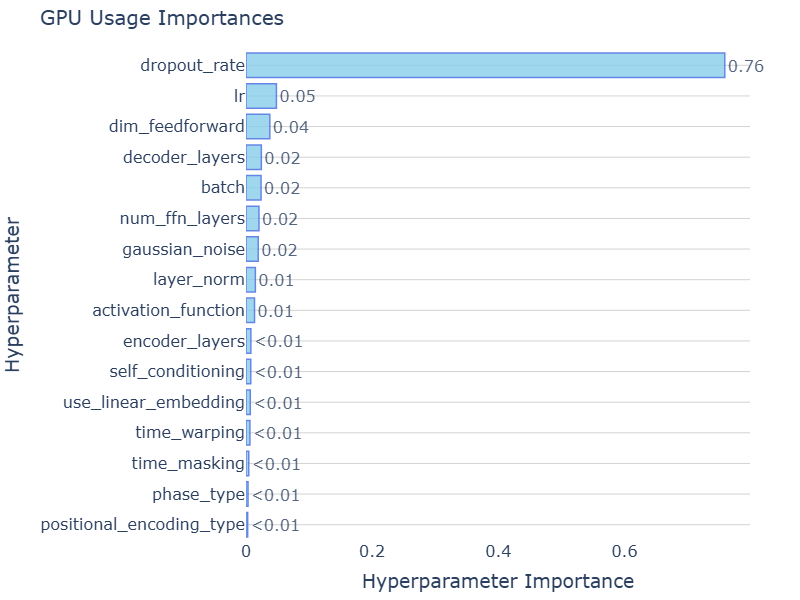 GPU Usage Importances
Hyperparameter
dropout_rate 0.76
lr 0.05
dim_feedforward 0.04
decoder_layers 0.02
batch 0.02
num_ffn_layers 0.02
gaussian_noise 0.02
layer_norm 0.01
activation_function 0.01
encoder_layers <0.01
self_conditioning <0.01
use_linear_embedding <0.01
time_warping <0.01
time_masking <0.01
phase_type <0.01
positional_encoding_type <0.01
0 0.2 0.4 0.6
Hyperparameter Importance